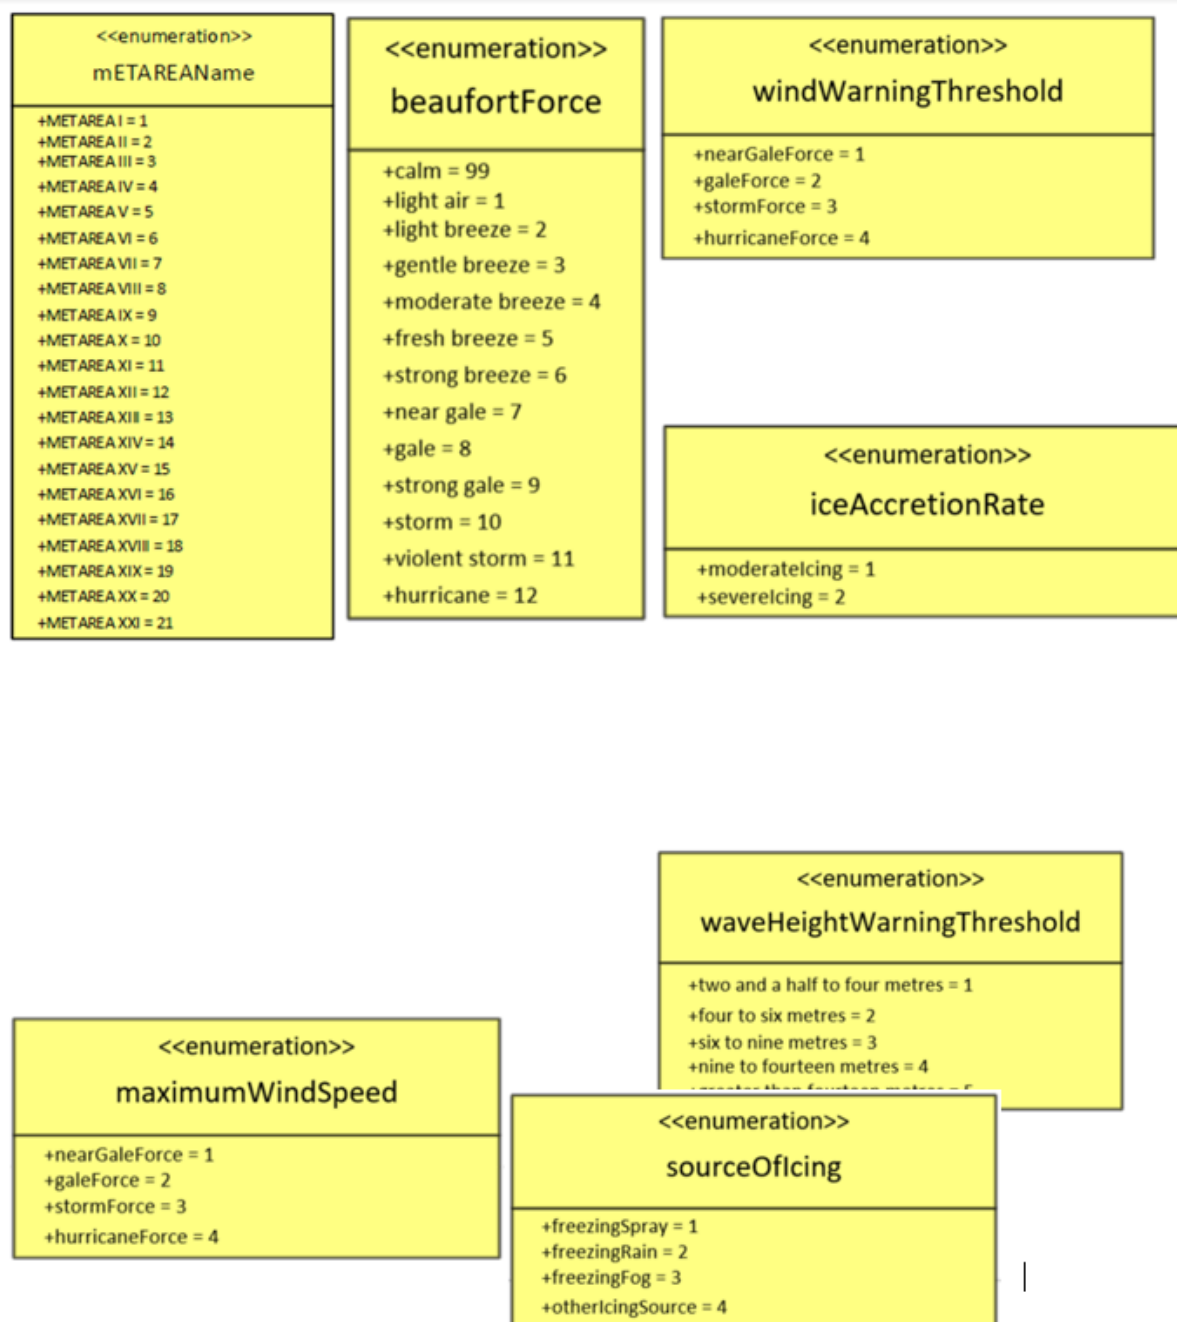 <<enumeration>>
mETAREAName
+METAREA I = 1
+METAREA II = 2
+METAREA III = 3
+METAREA IV = 4
+METAREA V = 5
+METAREA VI = 6
+METAREA VII = 7
+METAREA VIII = 8
+METAREA IX = 9
+METAREA X = 10
+METAREA XI = 11
+METAREA XII = 12
+METAREA XIII = 13
+METAREA XIV = 14
+METAREA XV = 15
+METAREA XVI = 16
+METAREA XVII = 17
+METAREA XVIII = 18
+METAREA XIX = 19
+METAREA XX = 20
+METAREA XXI = 21
<<enumeration>>
beaufortForce
+calm = 99
+light air = 1
+light breeze = 2
+gentle breeze = 3
+moderate breeze = 4
+fresh breeze = 5
+strong breeze = 6
+near gale = 7
+gale = 8
+strong gale = 9
+storm = 10
+violent storm = 11
+hurricane = 12
<<enumeration>>
windWarningThreshold
+nearGaleForce = 1
+galeForce = 2
+stormForce = 3
+hurricaneForce = 4
<<enumeration>>
iceAccretionRate
+moderateIcing = 1
+severeIcing = 2
<<enumeration>>
waveHeightWarningThreshold
+two and a half to four metres = 1
+four to six metres = 2
+six to nine metres = 3
+nine to fourteen metres = 4
+greater than fourteen metres = 5
<<enumeration>>
maximumWindSpeed
+nearGaleForce = 1
+galeForce = 2
+stormForce = 3
+hurricaneForce = 4
<<enumeration>>
sourceOfIcing
+freezingSpray = 1
+freezingRain = 2
+freezingFog = 3
+otherIcingSource = 4